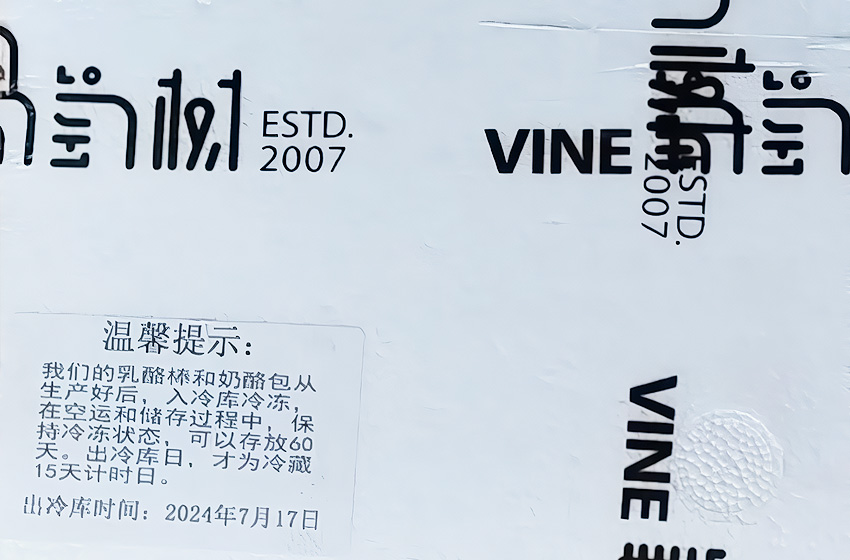 ESTD.
2007
VINE
ESTD.
2007
温馨提示：
我们的乳酪棒和奶酪包从
生产好后，入冷库冷冻，
在空运和储存过程中，保
持冷冻状态，可以存放60
天。出冷库日，才为冷藏
15天计时日。
出冷库时间：2024年7月17日
VINE